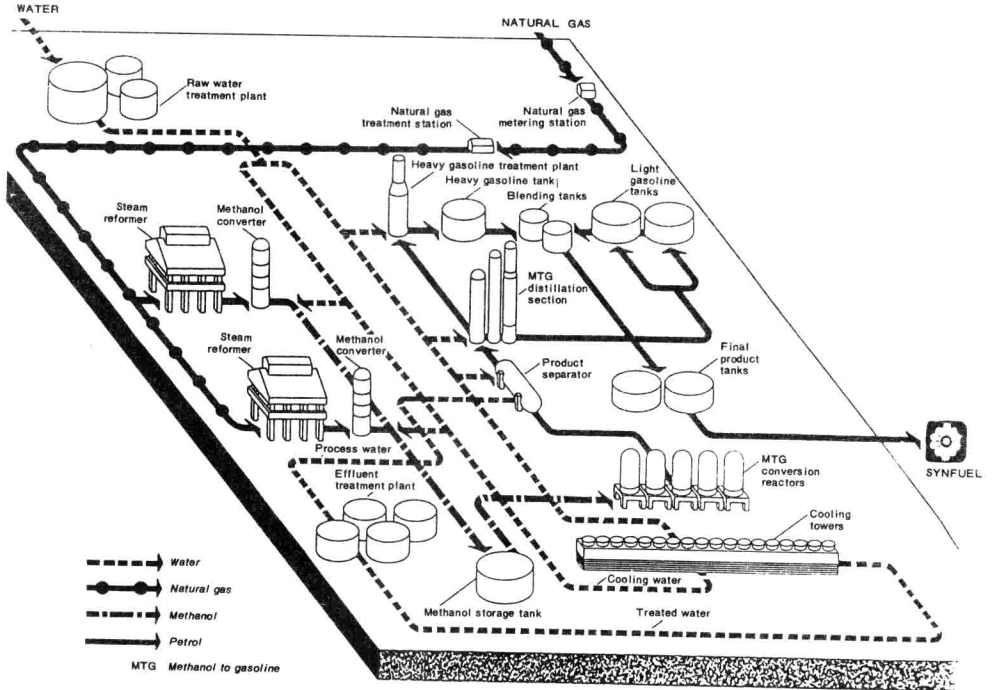 WATER
NATURAL GAS
Raw water
treatment plant
Natural gas
treatment station
Natural gas
metering station
Heavy gasoline treatment plant
Heavy gasoline tank
Blending tanks
Light
gasoline
tanks
Steam
reformer
Methanol
converter
MTG
distillation
section
Steam
reformer
Methanol
converter
Product
separator
Final
product
tanks
SYNFUEL
Process water
Effluent
treatment plant
MTG
conversion
reactors
Cooling
towers
Cooling water
Methanol storage tank
Treated water
Water
Natural gas
Methanol
Petrol
MTG Methanol to gasoline